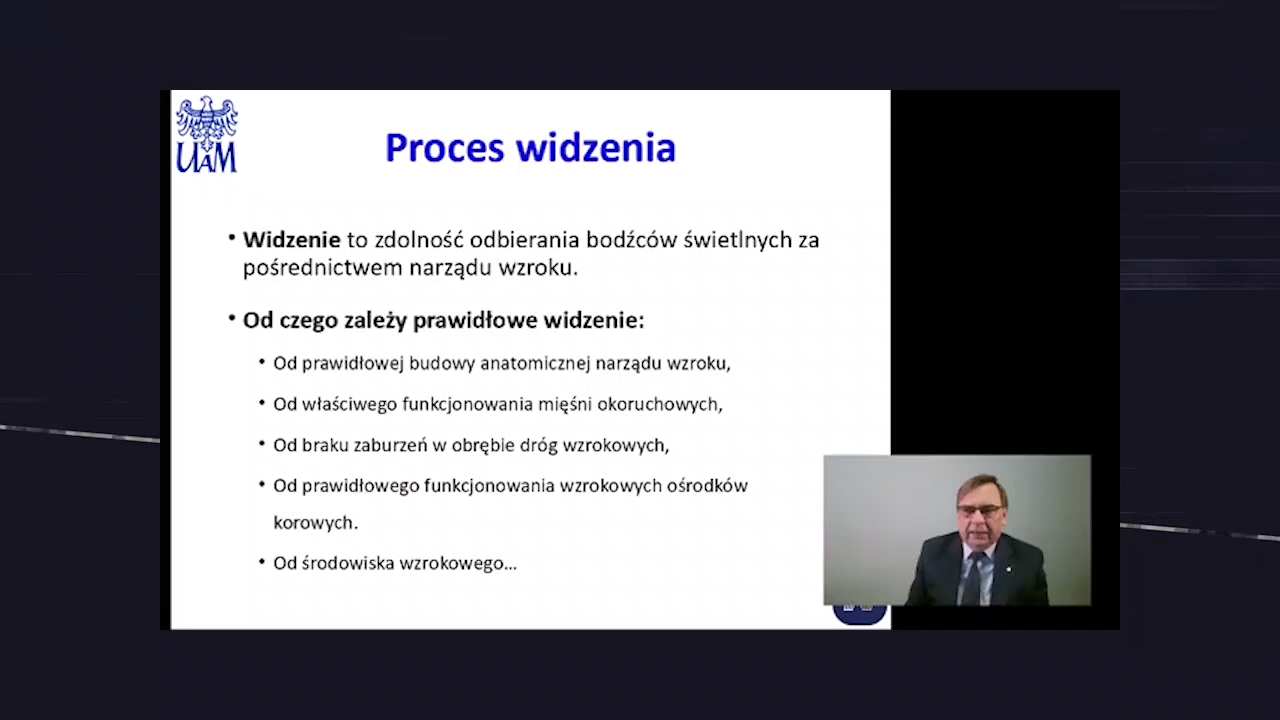 UAM
Proces widzenia
• Widzenie to zdolność odbierania bodźców świetlnych za
pośrednictwem narządu wzroku.
• Od czego zależy prawidłowe widzenie:
• Od prawidłowej budowy anatomicznej narządu wzroku,
• Od właściwego funkcjonowania mięśni okoruchowych,
• Od braku zaburzeń w obrębie dróg wzrokowych,
• Od prawidłowego funkcjonowania wzrokowych ośrodków
korowych.
• Od środowiska wzrokowego...